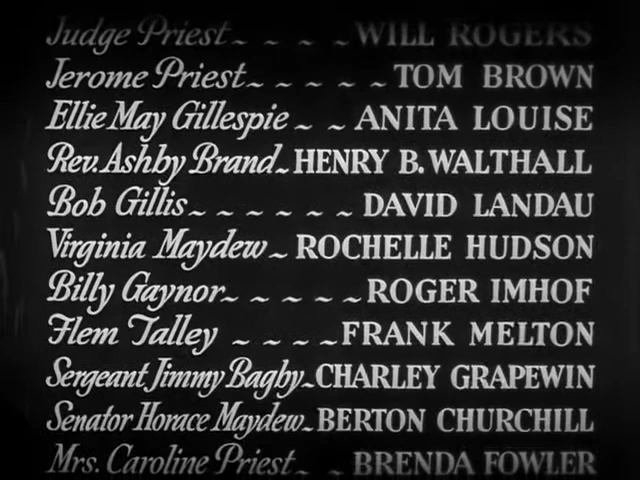 Judge Priest~ ~ ~ ~WILL ROGERS
Jerome Priest~ ~ ~ ~ ~ TOM BROWN
Ellie May Gillespie ~ ~ ANITA LOUISE
Rev. Ashby Brand~HENRY B. WALTHALL
Bob Gillis~ ~ ~ ~ ~ ~ DAVID LANDAU
Virginia Maydew~ ROCHELLE HUDSON
Billy Gaynor~ ~ ~ ~ ~ROGER IMHOF
Flem Talley ~ ~ ~ ~FRANK MELTON
Sergeant Jimmy Bagby~CHARLEY GRAPEWIN
Senator Horace Maydew~BERTON CHURCHILL
Mrs. Caroline Priest~ ~ BRENDA FOWLER